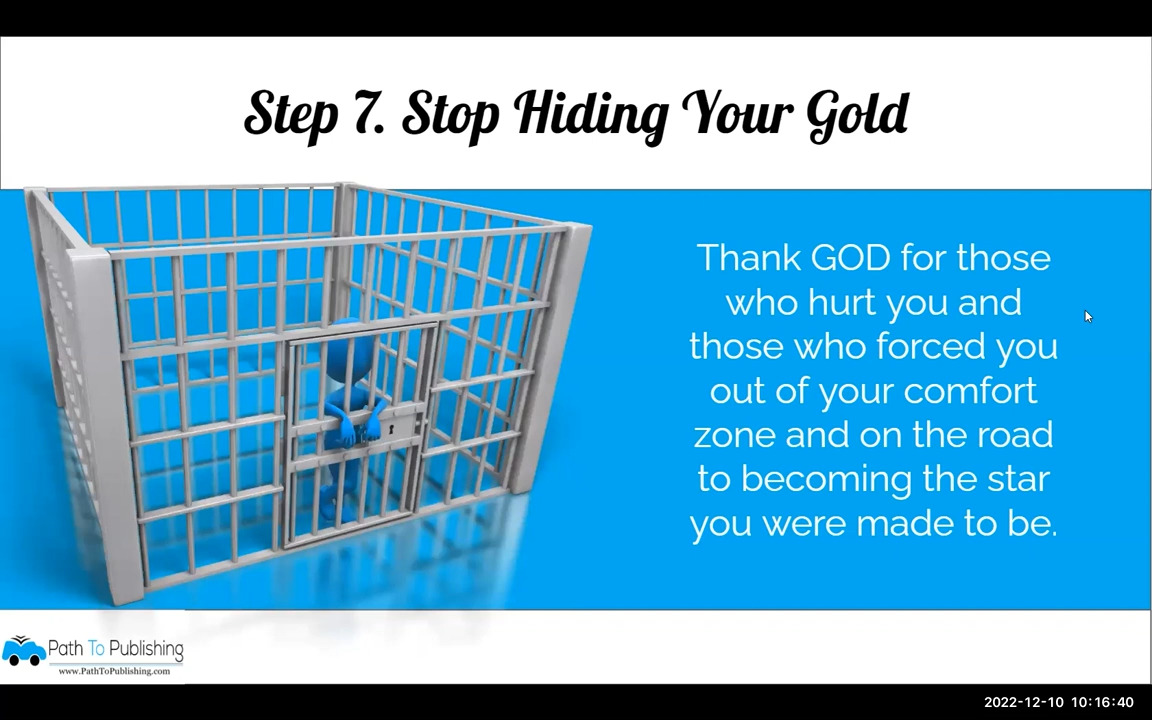 Step 7. Stop Hiding Your Gold
Thank GOD for those
who hurt you and
those who forced you
out of your comfort
zone and on the road
to becoming the star
you were made to be.
Path To Publishing
www.PathToPublishing.com
2022-12-10 10:16:40